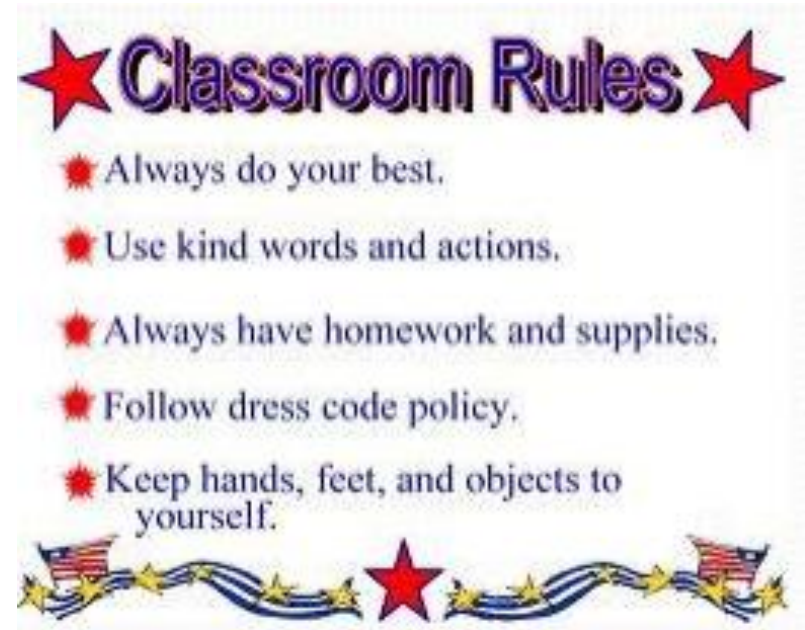 Classroom Rules
Always do your best.
Use kind words and actions.
Always have homework and supplies.
Follow dress code policy.
Keep hands, feet, and objects to
yourself.